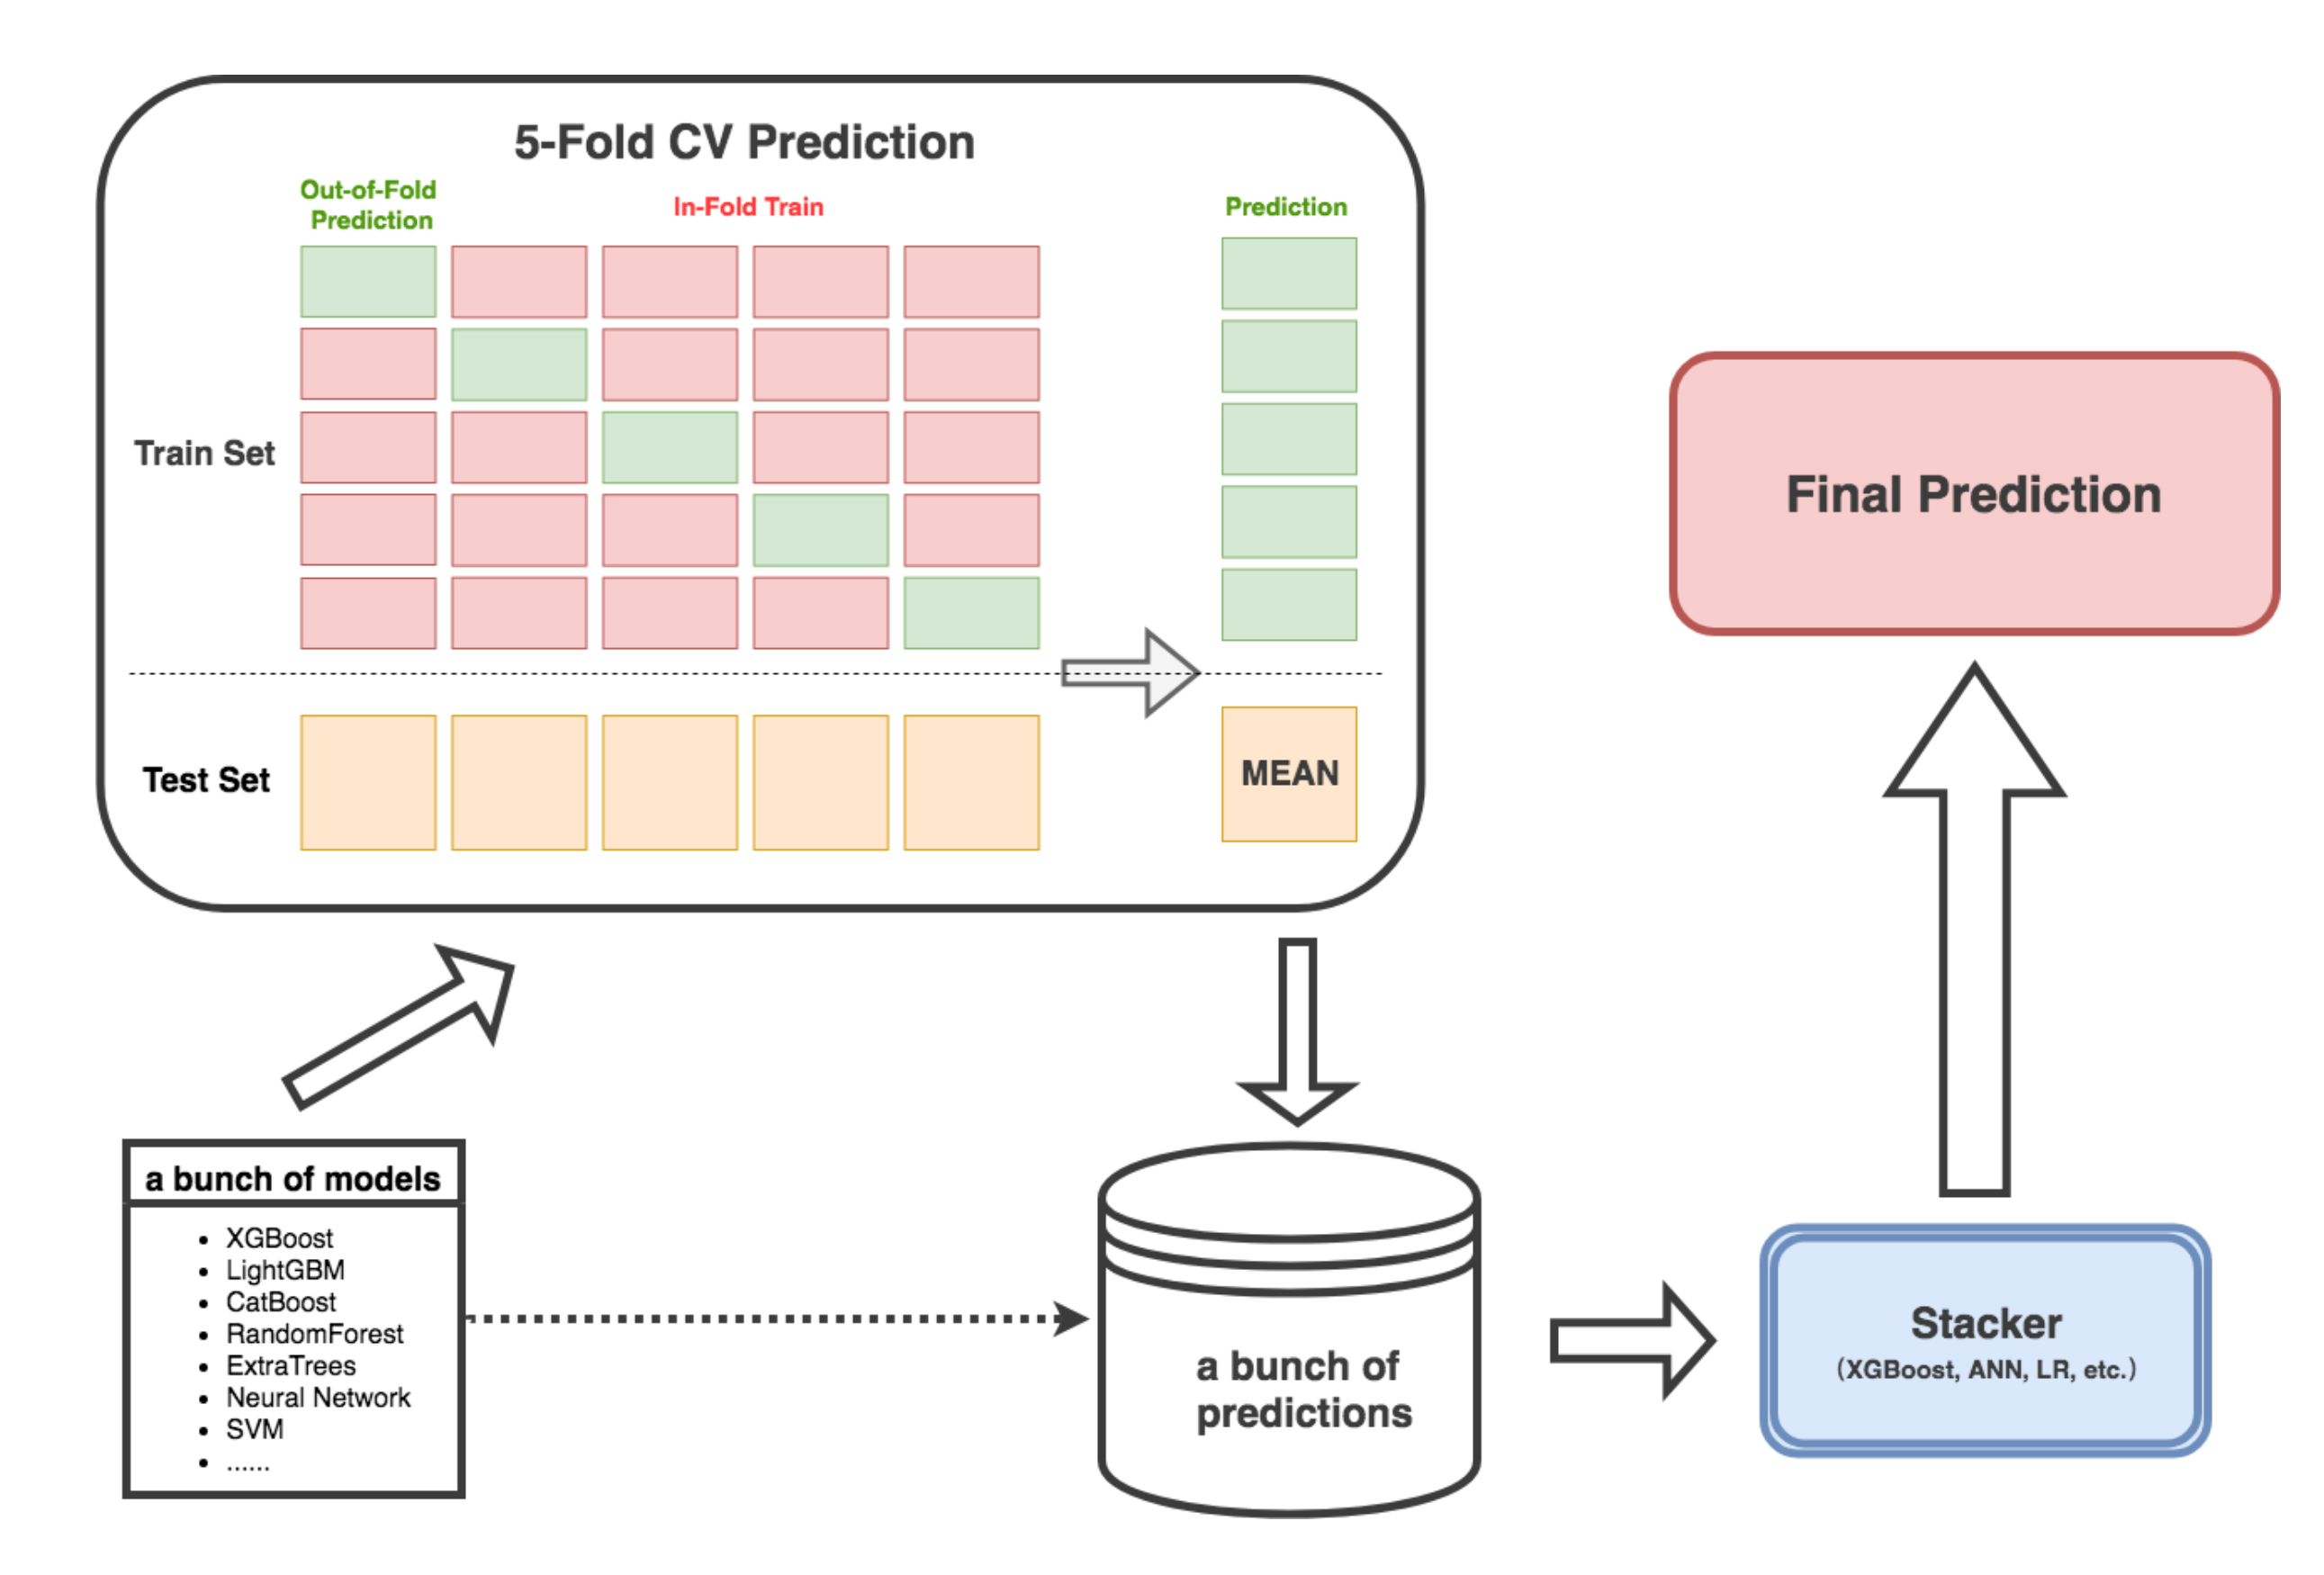 5-Fold CV Prediction
Out-of-Fold
Prediction
In-Fold Train
Prediction
Train Set
Test Set
MEAN
Final Prediction
a bunch of models
• XGBoost
• LightGBM
• CatBoost
• RandomForest
• ExtraTrees
• Neural Network
• SVM
• ......
a bunch of
predictions
Stacker
(XGBoost, ANN, LR, etc.)